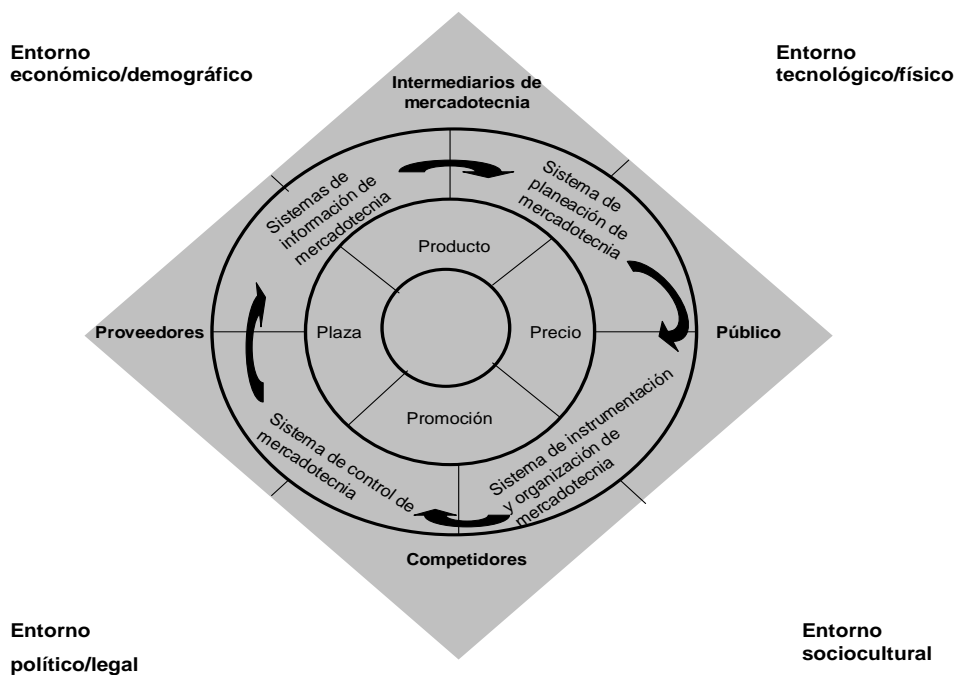 Entorno
económico/demográfico
Entorno
tecnológico/físico
Intermediarios de
mercadotecnia
Sistemas de
información de
mercadotecnia
Sistema de
planeación de
mercadotecnia
Producto
Proveedores
Plaza
Precio
Público
Promoción
Sistema de control de
mercadotecnia
Sistema de instrumentación
y organización de
mercadotecnia
Competidores
Entorno
político/legal
Entorno
sociocultural